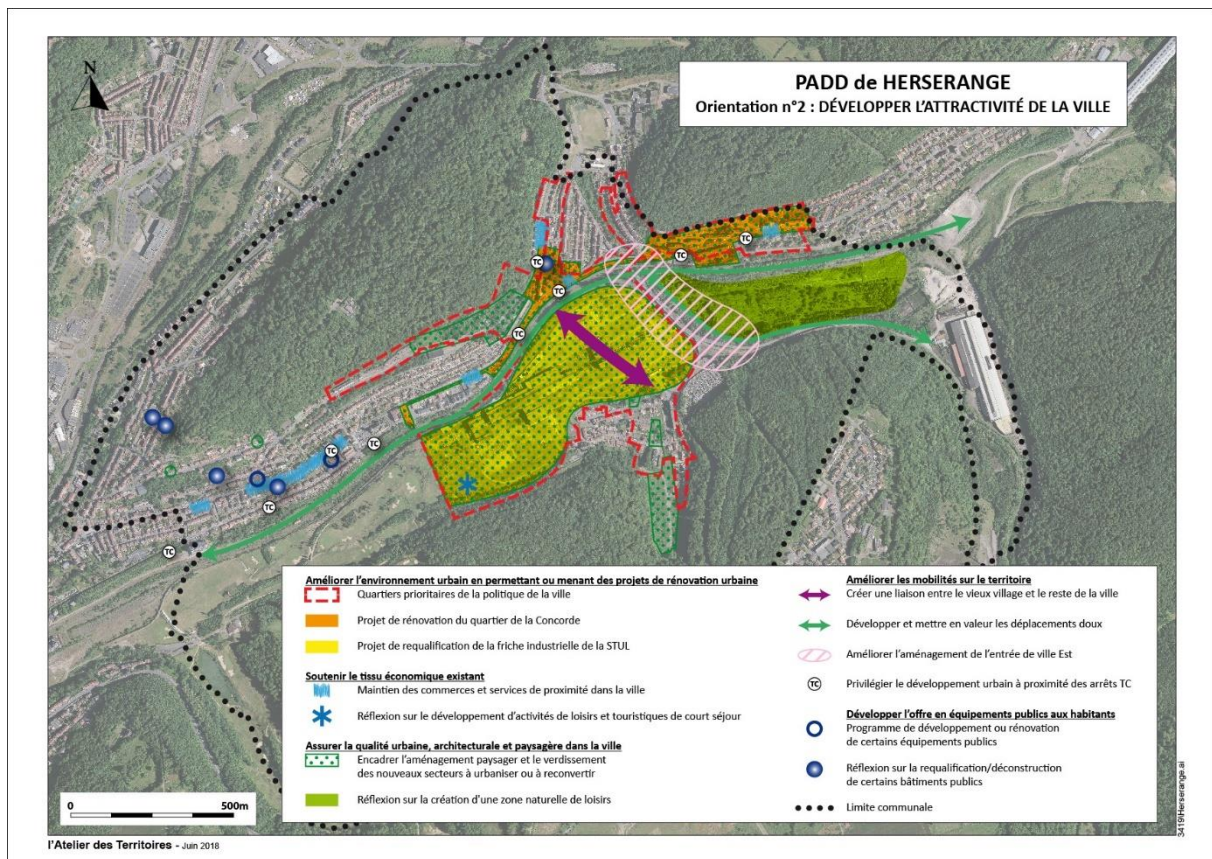 N
PADD de HERSERANGE
Orientation n°2 : DÉVELOPPER L'ATTRACTIVITÉ DE LA VILLE
TC
TC
TC
TC
TC
TC
TC
TC
TC
Améliorer l'environnement urbain en permettant ou menant des projets de rénovation urbaine
Quartiers prioritaires de la politique de la ville
Projet de rénovation du quartier de la Concorde
Projet de requalification de la friche industrielle de la STUL
Soutenir le tissu économique existant
Maintien des commerces et services de proximité dans la ville
Réflexion sur le développement d'activités de loisirs et touristiques de court séjour
Assurer la qualité urbaine, architecturale et paysagère dans la ville
Encadrer l'aménagement paysager et le verdissement
des nouveaux secteurs à urbaniser ou à reconvertir
Réflexion sur la création d'une zone naturelle de loisirs
Améliorer les mobilités sur le territoire
Créer une liaison entre le vieux village et le reste de la ville
Développer et mettre en valeur les déplacements doux
Améliorer l'aménagement de l'entrée de ville Est
TC Privilégier le développement urbain à proximité des arrêts TC
Développer l'offre en équipements publics aux habitants
Programme de développement ou rénovation
de certains équipements publics
Réflexion sur la requalification/déconstruction
de certains bâtiments publics
Limite communale
0 500m
l'Atelier des Territoires - Juin 2018
3419\Herserange.ai